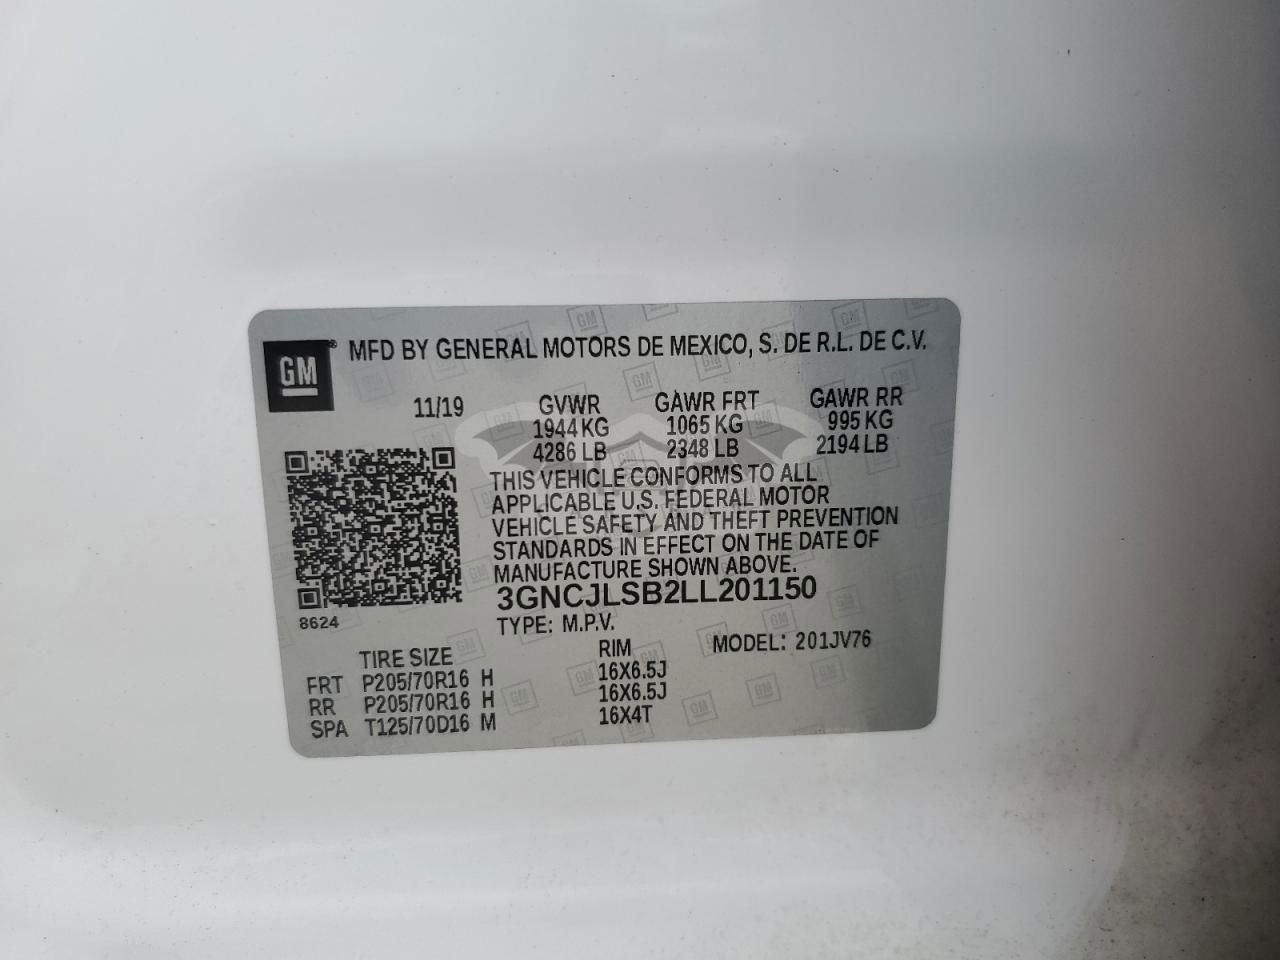 GM
MFD BY GENERAL MOTORS DE MEXICO, S. DE R.L. DE C.V.
11/19 GVWR GAWR FRT GAWR RR
1944 KG 1065 KG 995 KG
4286 LB 2348 LB 2194 LB
THIS VEHICLE CONFORMS TO ALL
APPLICABLE U.S. FEDERAL MOTOR
VEHICLE SAFETY AND THEFT PREVENTION
STANDARDS IN EFFECT ON THE DATE OF
MANUFACTURE SHOWN ABOVE.
3GNCJLSB2LL201150
8624
TYPE: M.P.V.
TIRE SIZE RIM MODEL: 201JV76
FRT P205/70R16 H 16X6.5J
RR P205/70R16 H 16X6.5J
SPA T125/70D16 M 16X4T